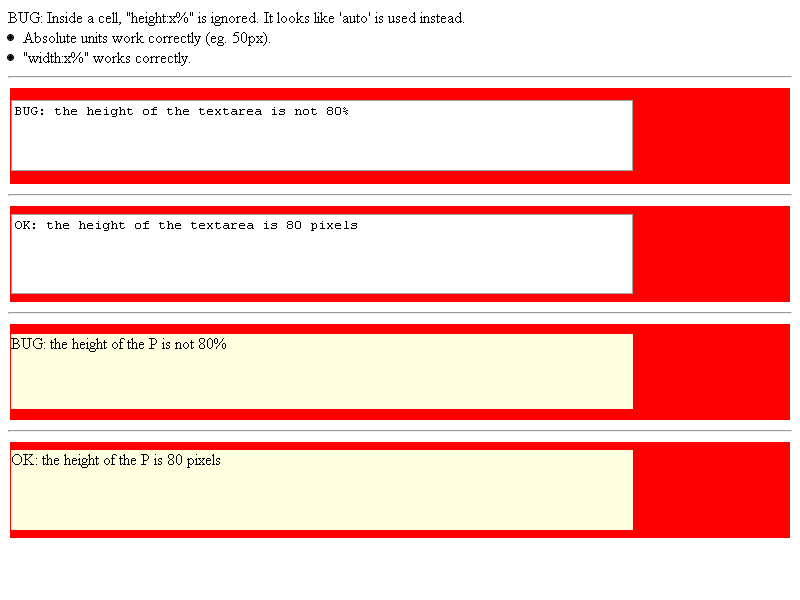 BUG: Inside a cell, "height:x%" is ignored. It looks like 'auto' is used instead.
Absolute units work correctly (eg. 50px).
"width:x%" works correctly.
BUG: the height of the textarea is not 80%
OK: the height of the textarea is 80 pixels
BUG: the height of the P is not 80%
OK: the height of the P is 80 pixels